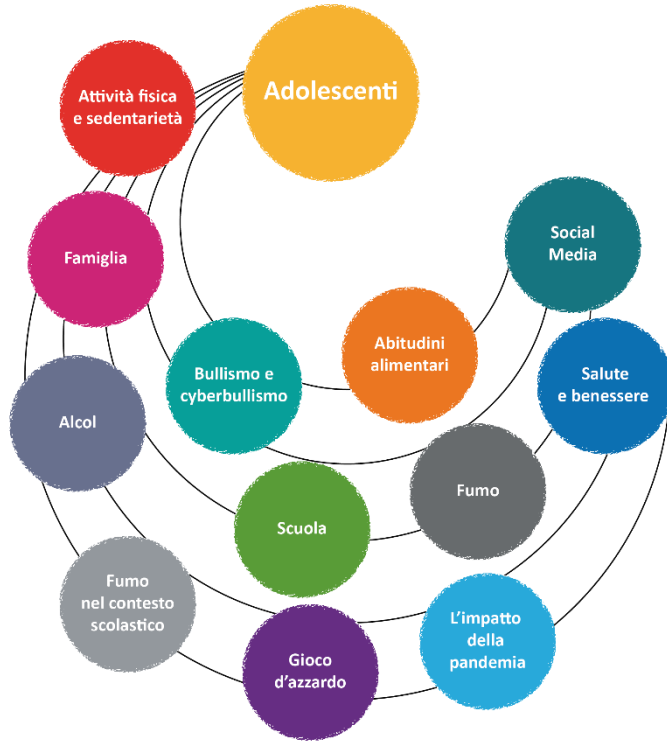 Adolescenti
Attività fisica
e sedentarietà
Famiglia
Social
Media
Abitudini
alimentari
Bullismo e
cyberbullismo
Salute
e benessere
Alcol
Fumo
Scuola
Fumo
nel contesto
scolastico
Gioco
d'azzardo
L'impatto
della
pandemia